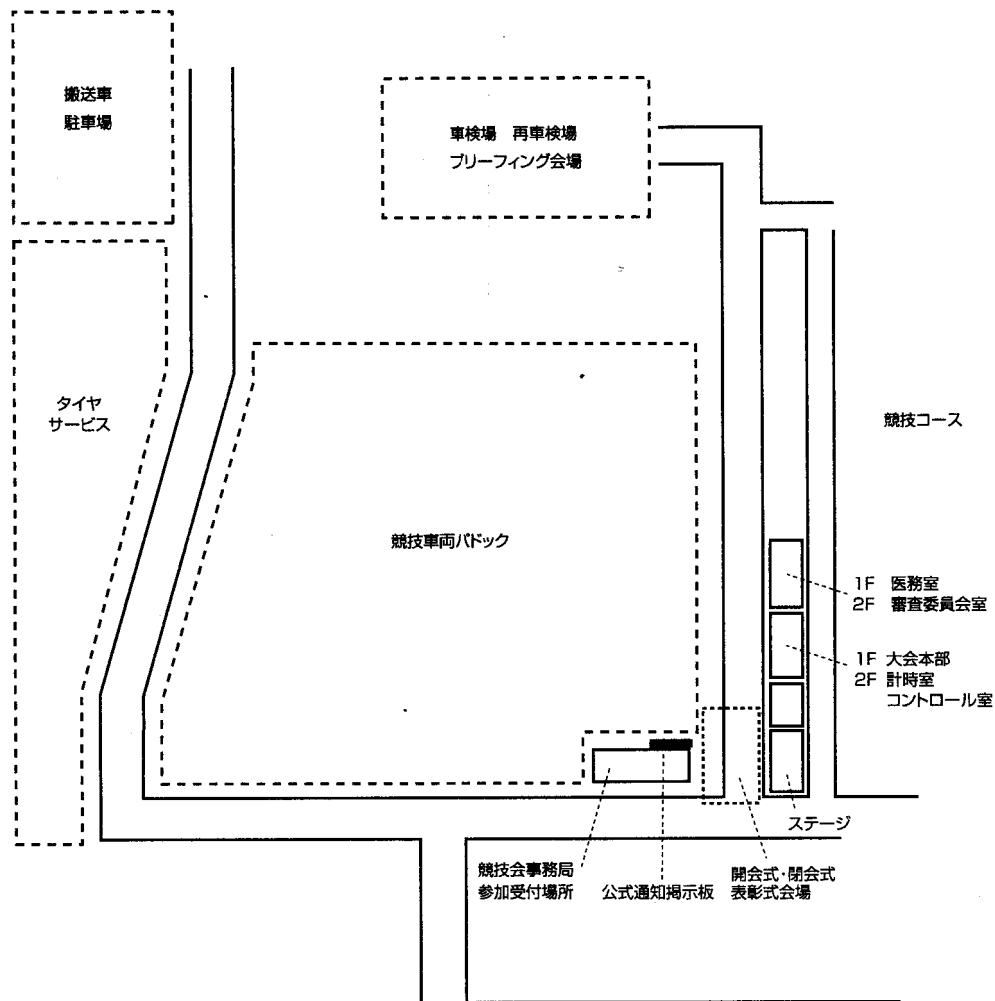 搬送車
駐車場
車検場　再車検場
ブリーフィング会場
タイヤ
サービス
競技コース
競技車両パドック
1F　医務室
2F　審査委員会室
1F　大会本部
2F　計時室
コントロール室
ステージ
競技会事務局
参加受付場所
公式通知掲示板
開会式・閉会式
表彰式会場